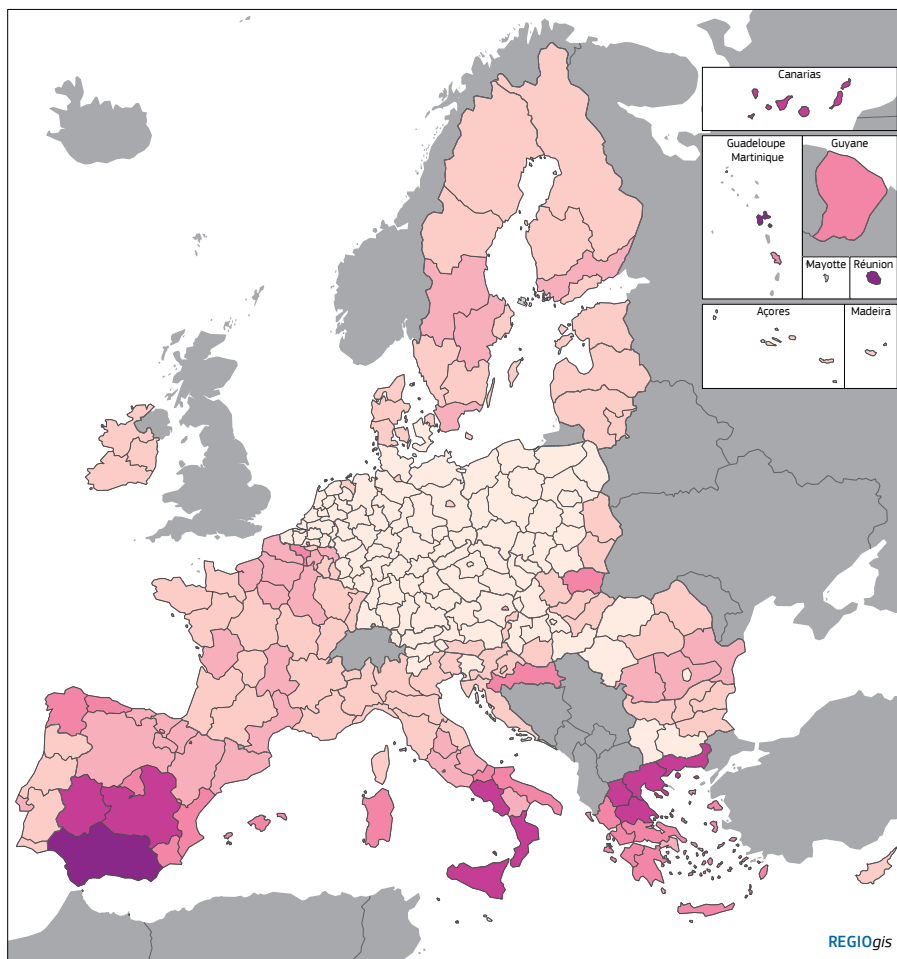 Canarias
Guadeloupe
Martinique
Guyane
Mayotte
Réunion
Açores
Madeira
REGIOgis